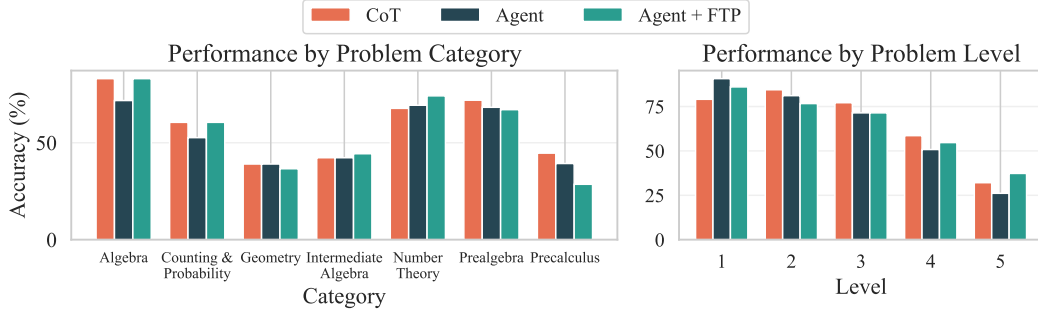 CoT Agent Agent + FTP
Performance by Problem Category
Accuracy (%)
50
0
Algebra Counting & Probability Geometry Intermediate Algebra Number Theory Prealgebra Precalculus
Category
Performance by Problem Level
75
50
25
0
1 2 3 4 5
Level